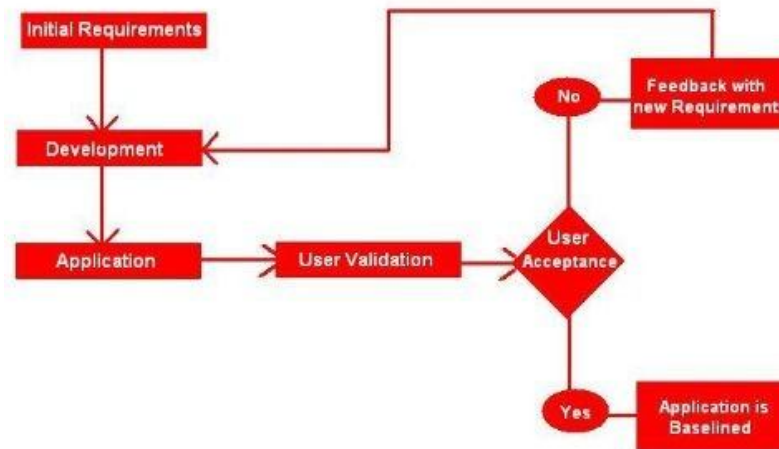 Initial Requirements
Feedback with
new Requirement
No
Development
User
Acceptance
Application
User Validation
Yes
Application is
Baselined